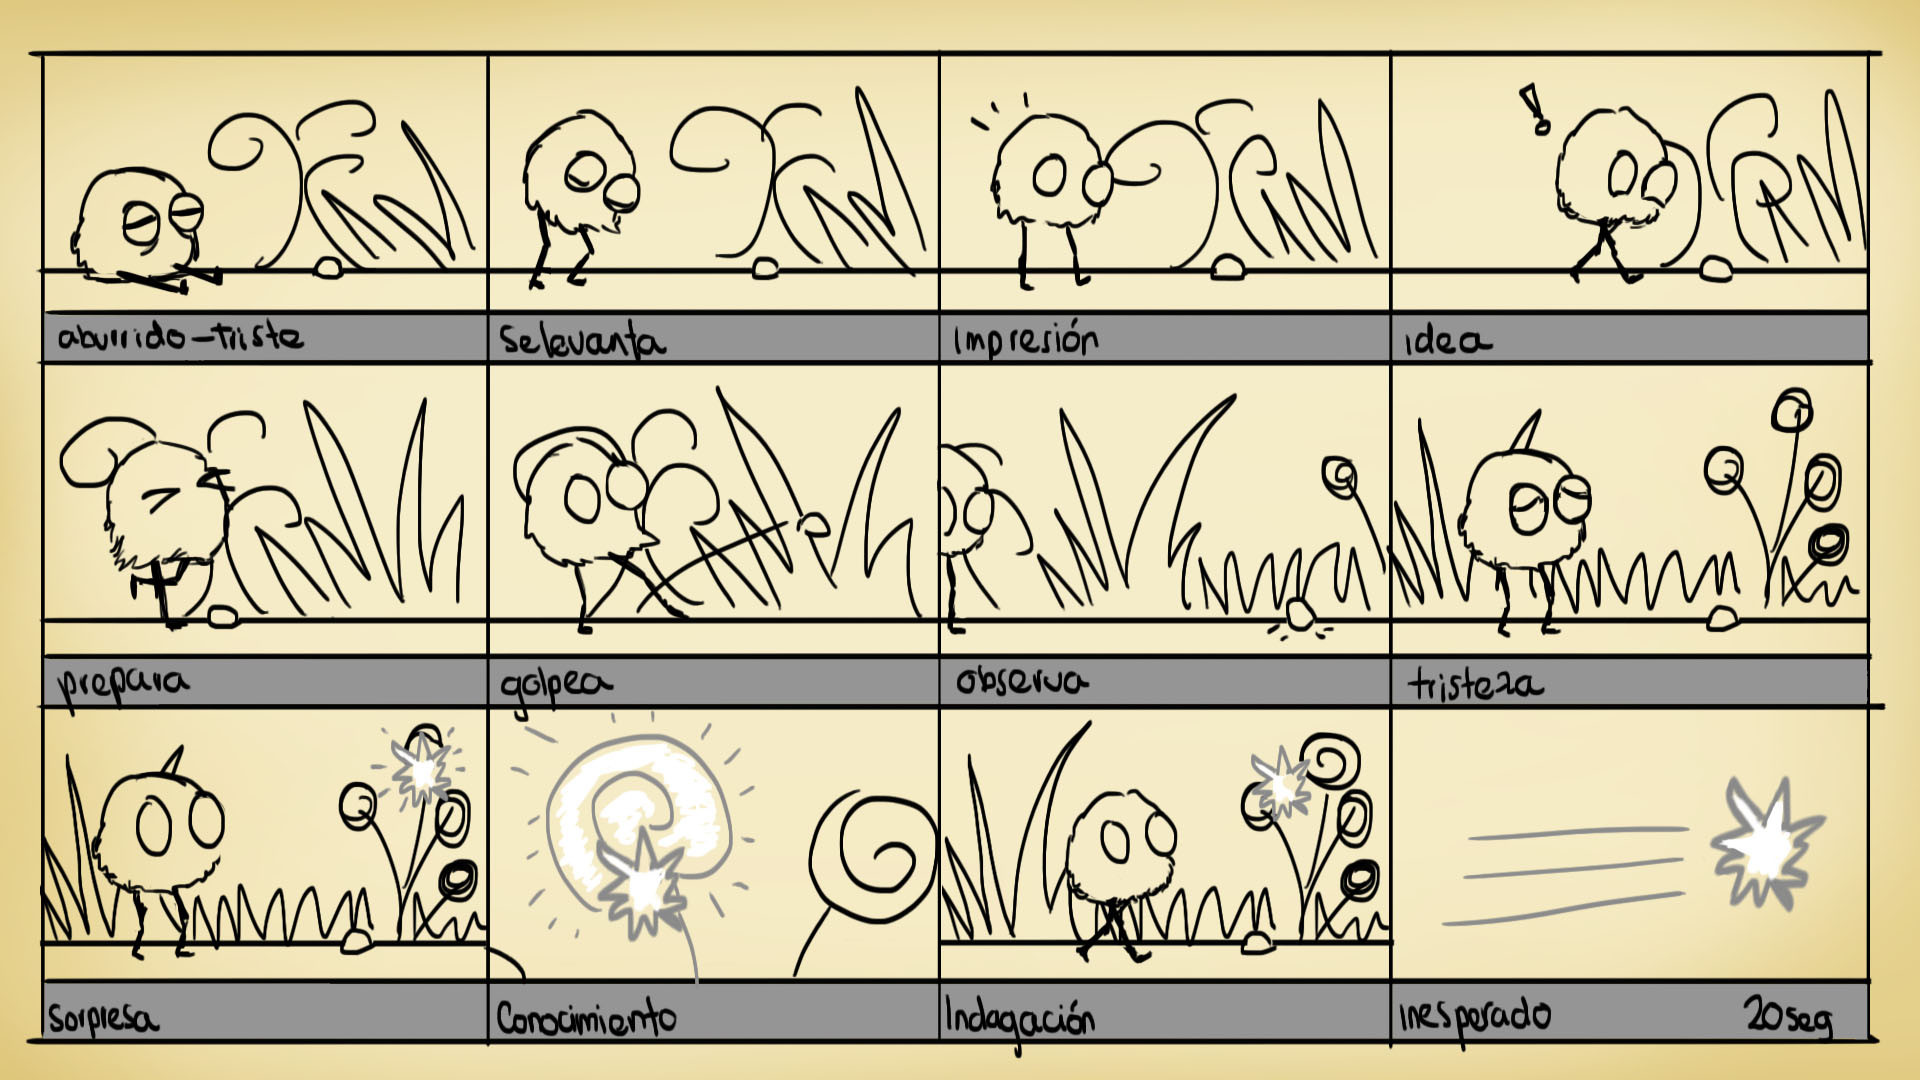 aburrido-triste
Selevanta
Impresión
idea
prepara
golpea
observa
tristeza
Sorpresa
Conocimiento
Indagación
inesperado 20seg